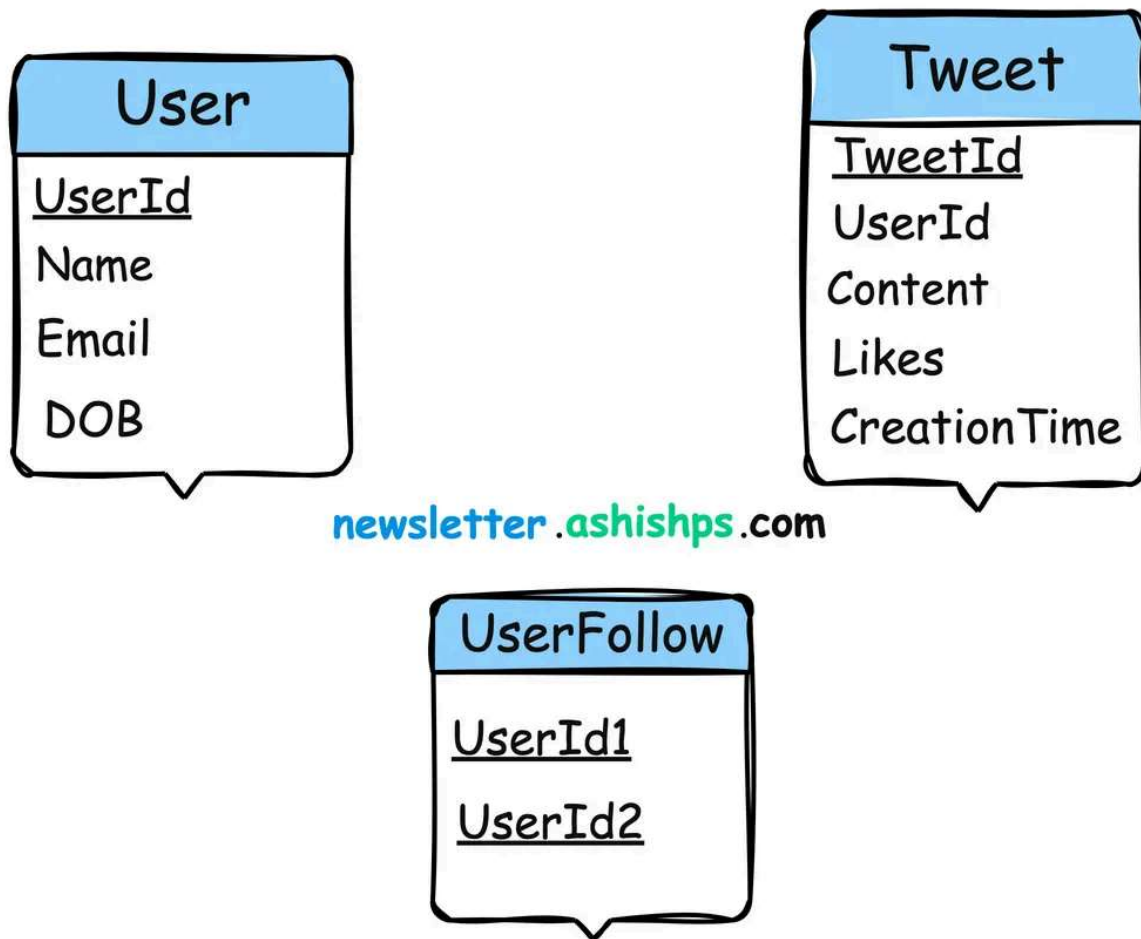 User
UserId
Name
Email
DOB
Tweet
TweetId
UserId
Content
Likes
CreationTime
newsletter.ashishps.com
UserFollow
UserId1
UserId2